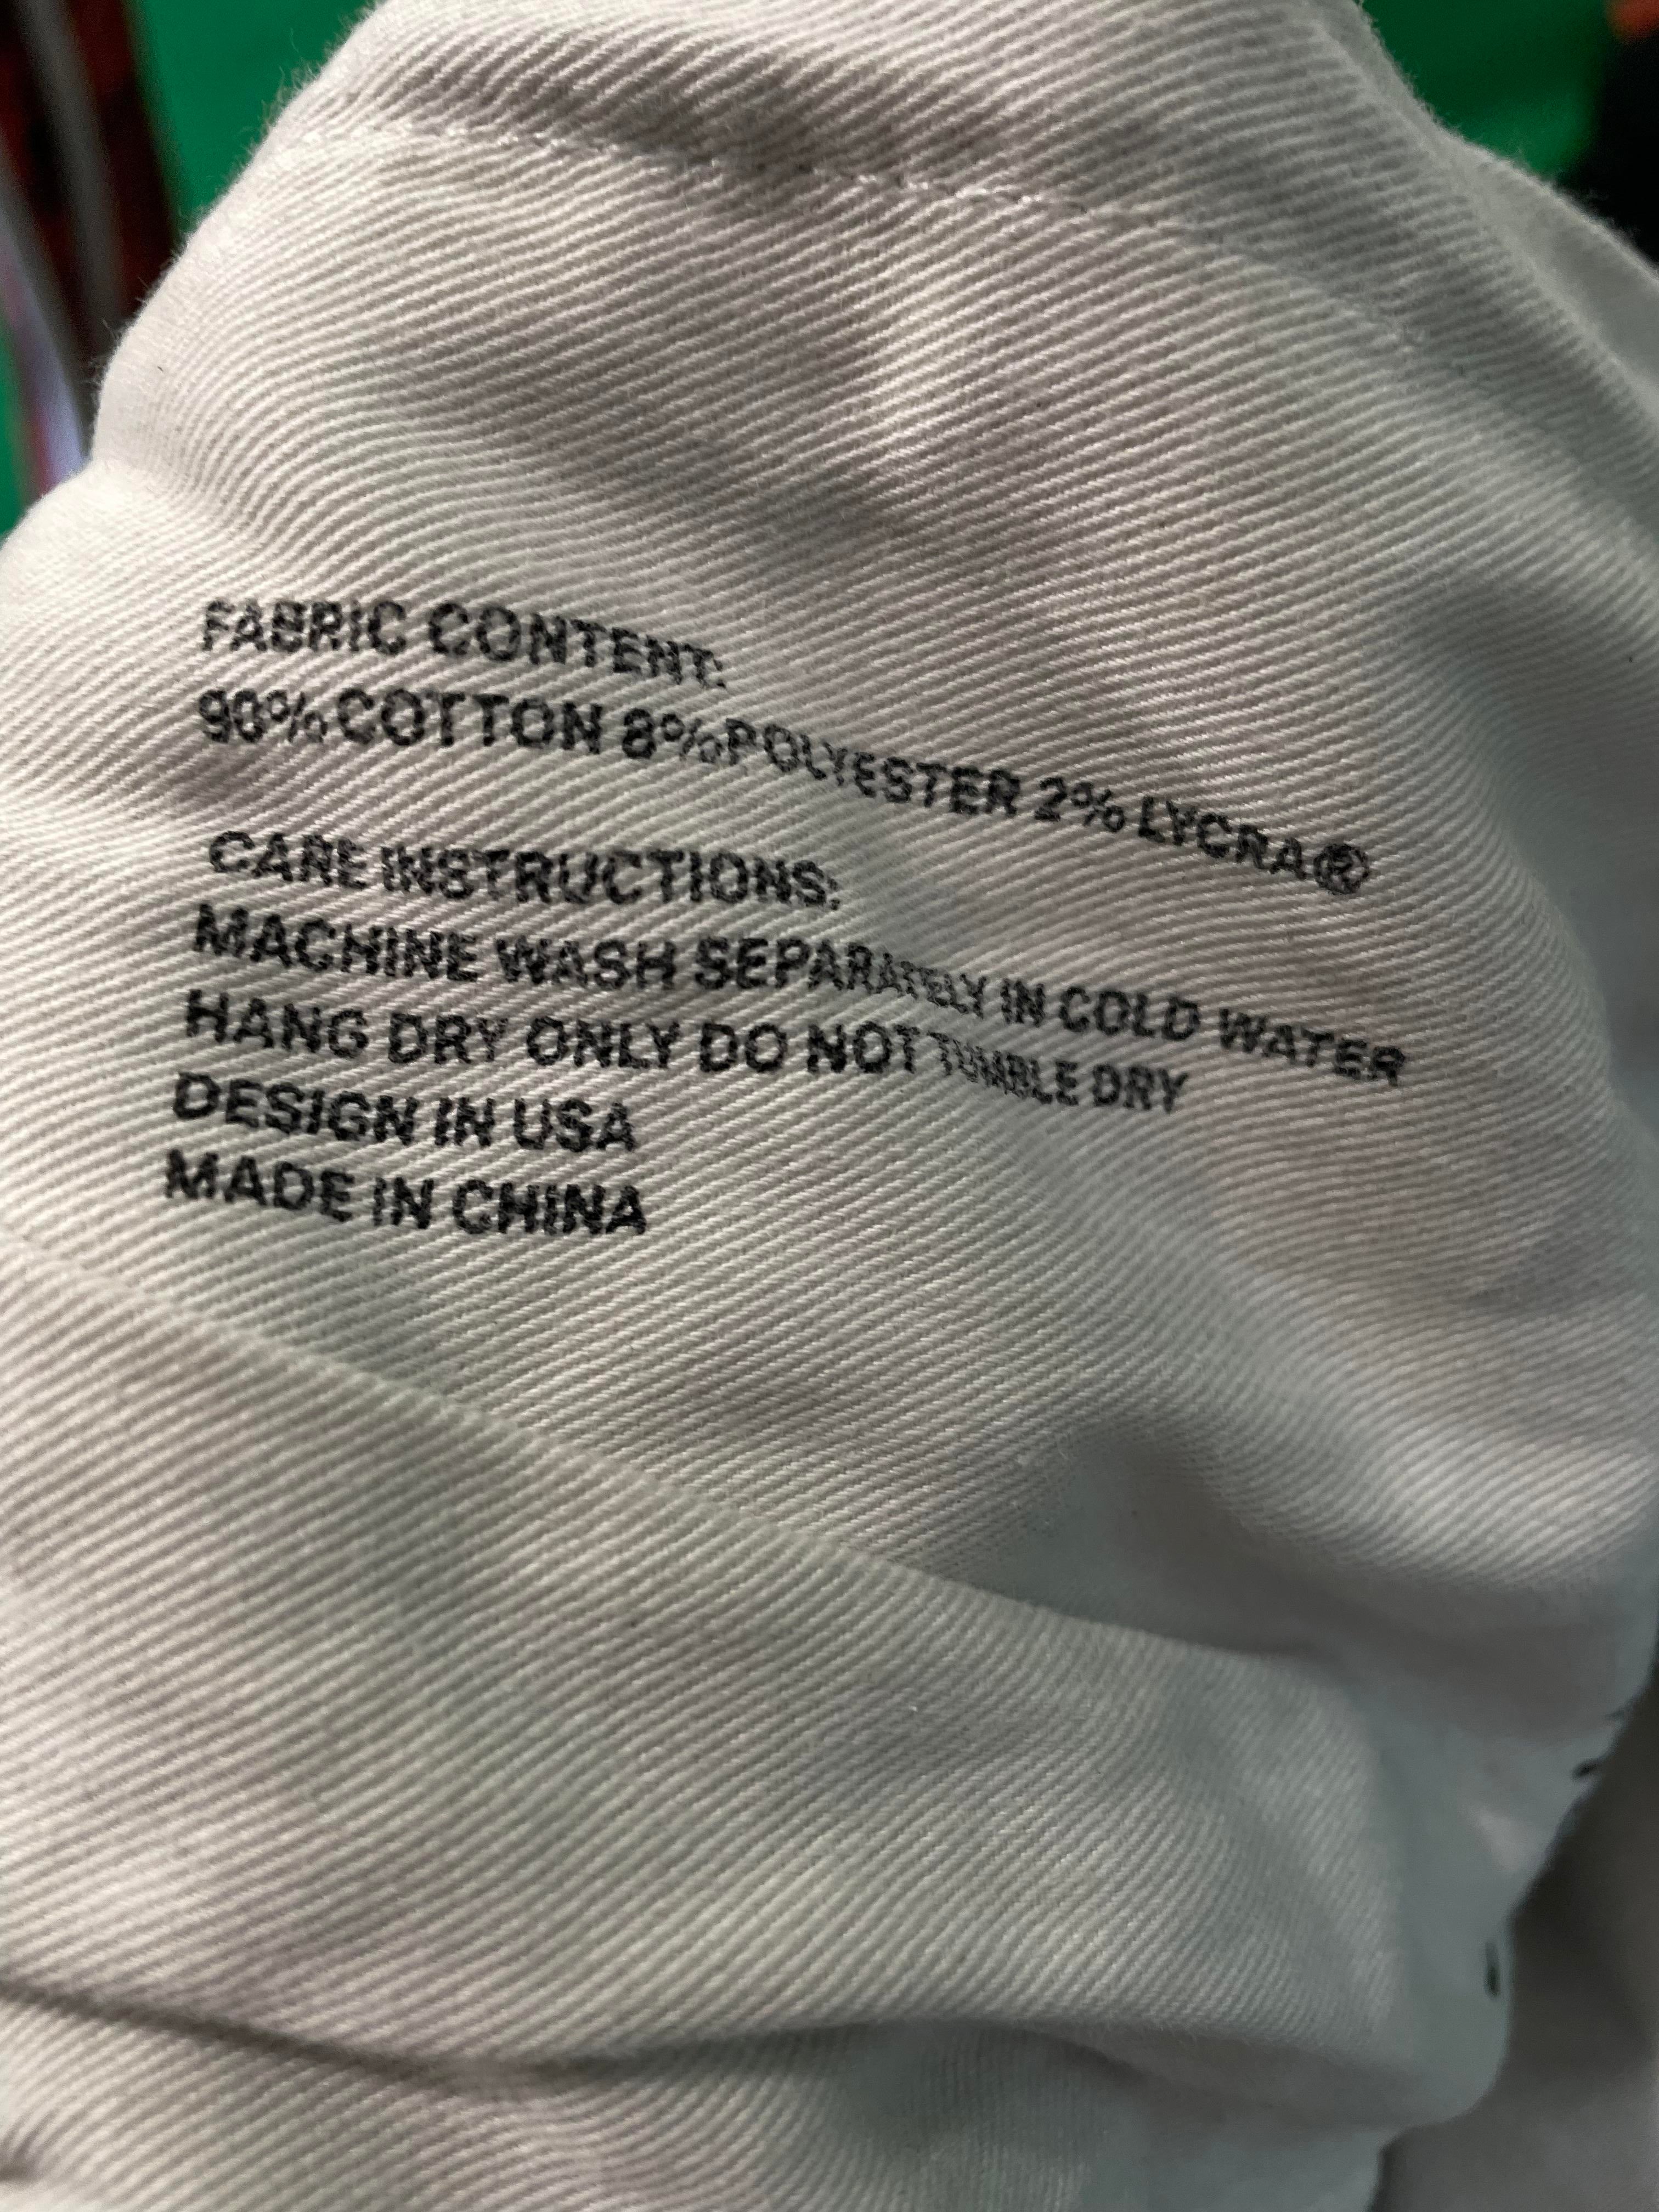 FABRIC CONTENT:
90% COTTON 8% POLYESTER 2% LYCRA®
CARE INSTRUCTIONS:
MACHINE WASH SEPARATELY IN COLD WATER
HANG DRY ONLY DO NOT TUMBLE DRY
DESIGN IN USA
MADE IN CHINA